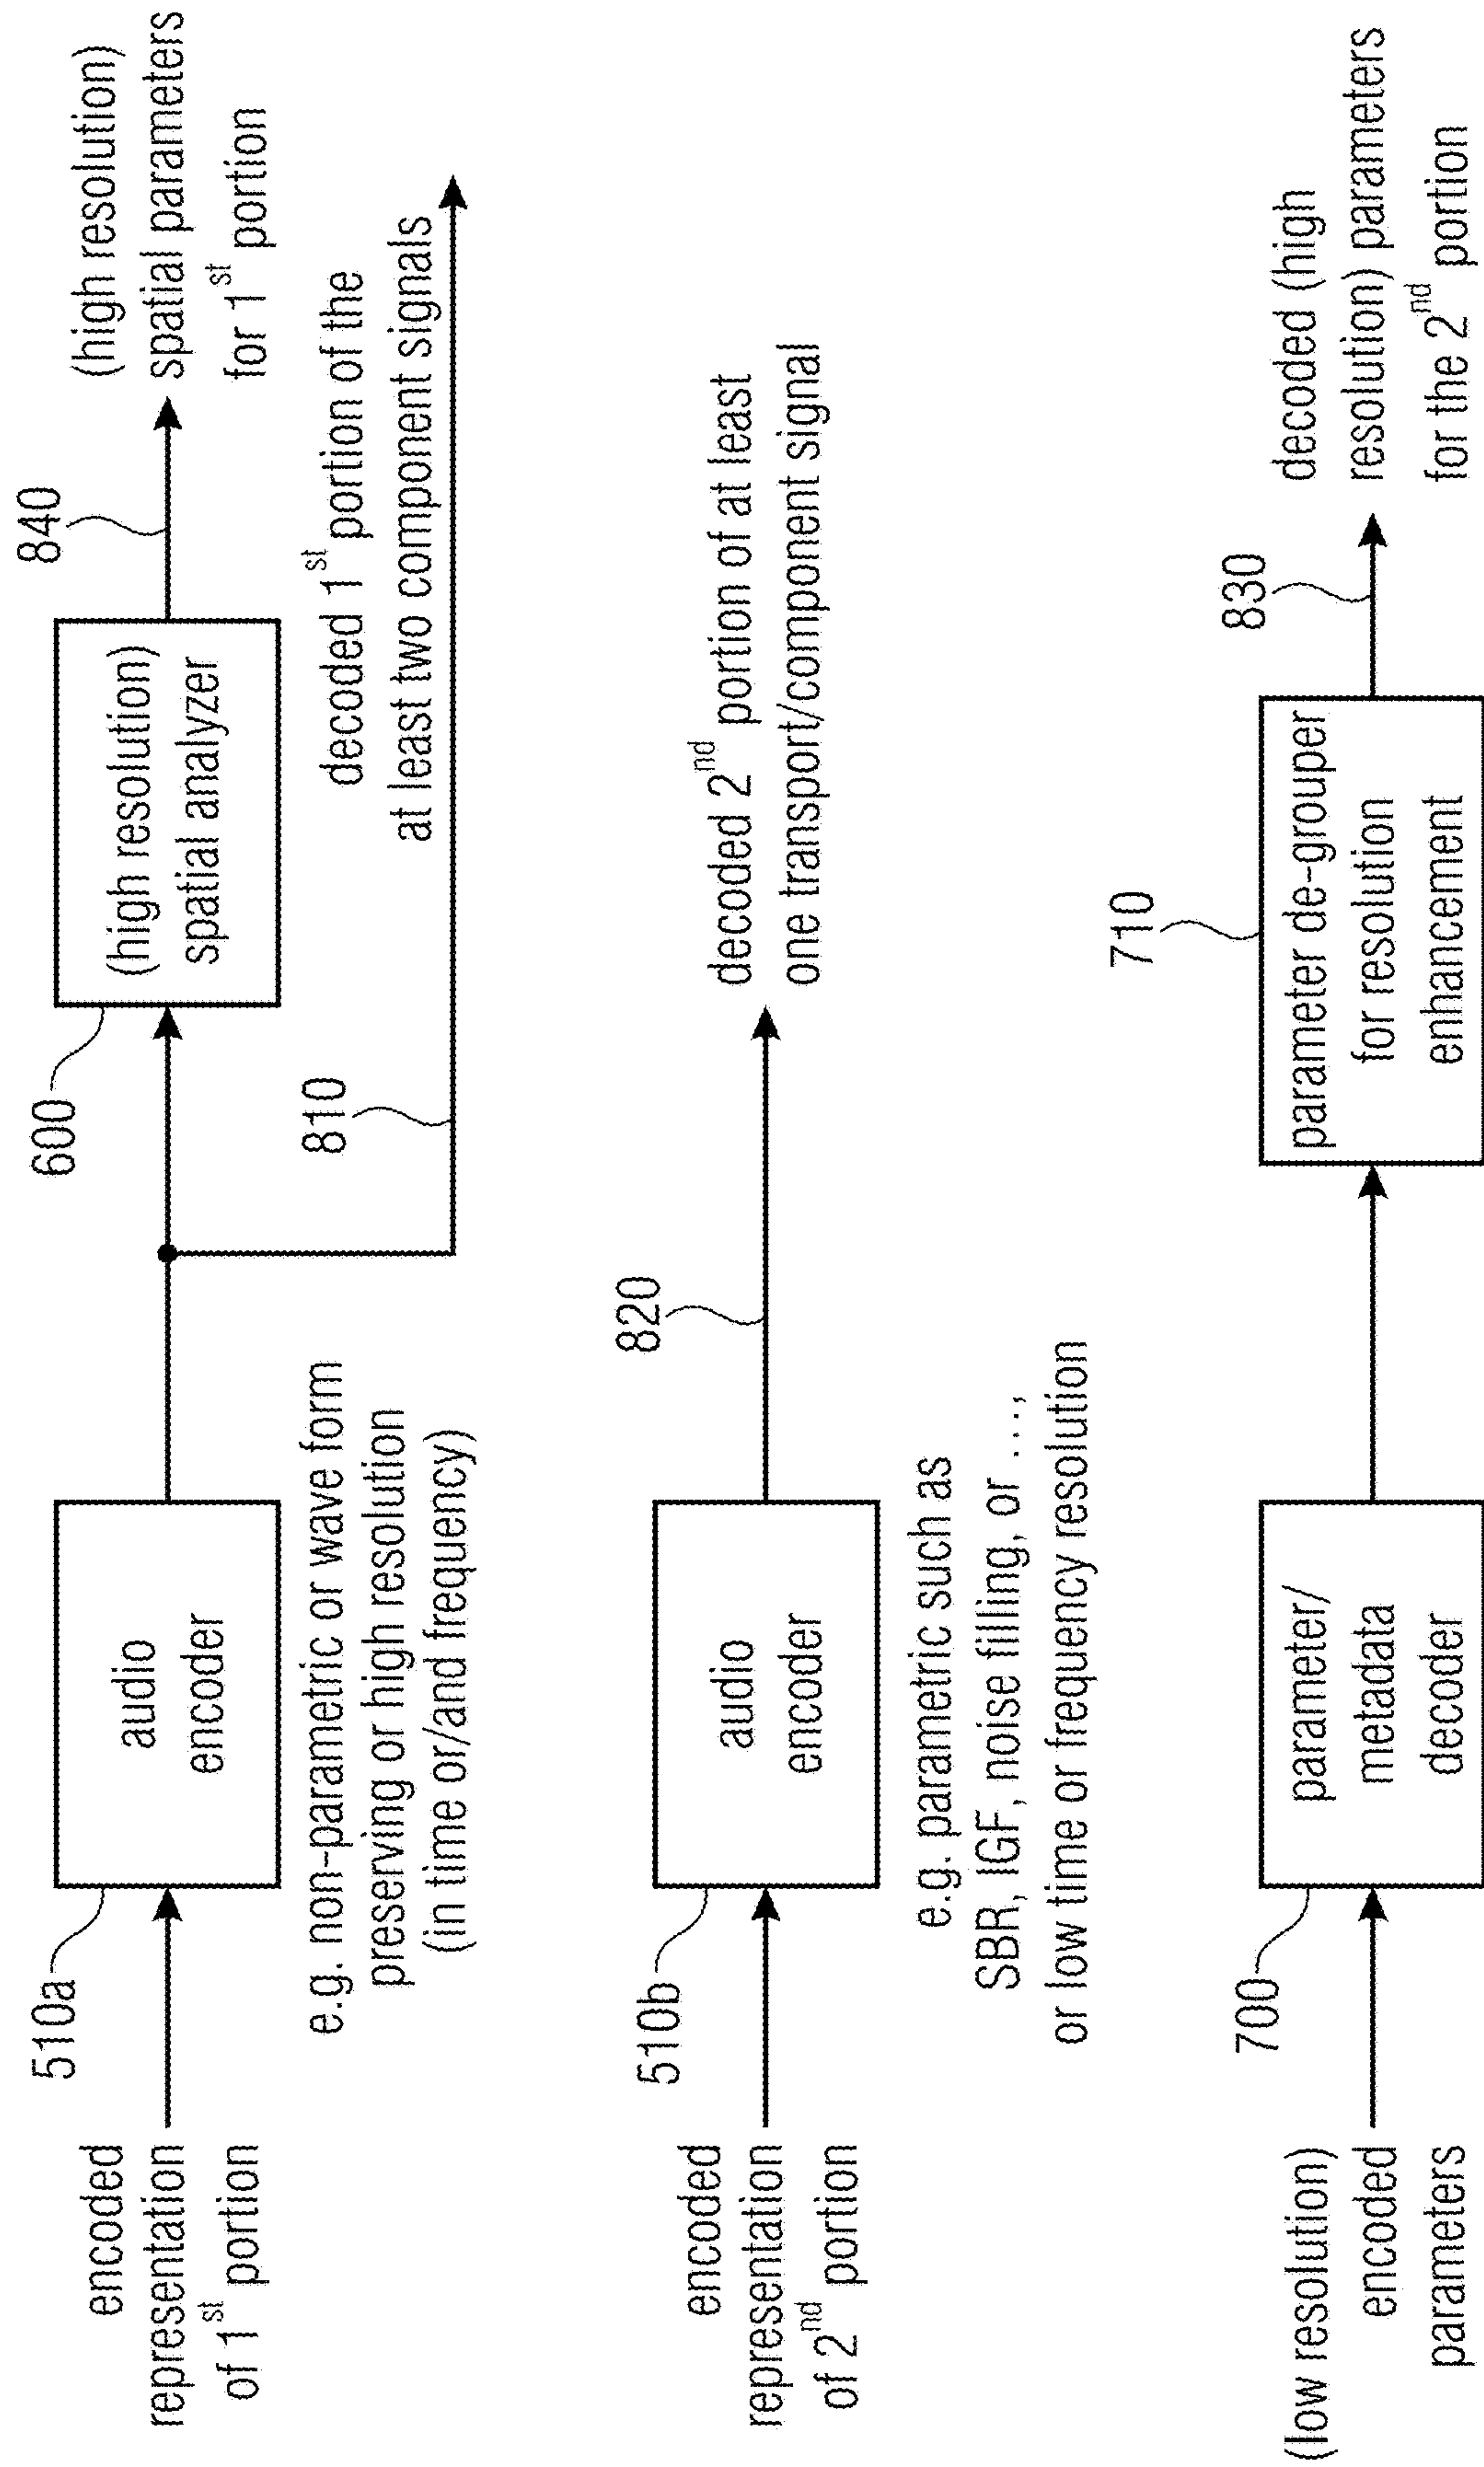 encoded
representation
of 1st portion
510a
audio
encoder
e.g. non-parametric or wave form
preserving or high resolution
(in time or/and frequency)
600
(high resolution)
spatial analyzer
840
(high resolution)
spatial parameters
for 1st portion
810
decoded 1st portion of the
at least two component signals
encoded
representation
of 2nd portion
510b
audio
encoder
e.g. parametric such as
SBR, IGF, noise filling, or ...,
or low time or frequency resolution
820
decoded 2nd portion of at least
one transport/component signal
(low resolution)
encoded
parameters
700
parameter/
metadata
decoder
710
parameter de-grouper
for resolution
enhancement
830
decoded (high
resolution) parameters
for the 2nd portion